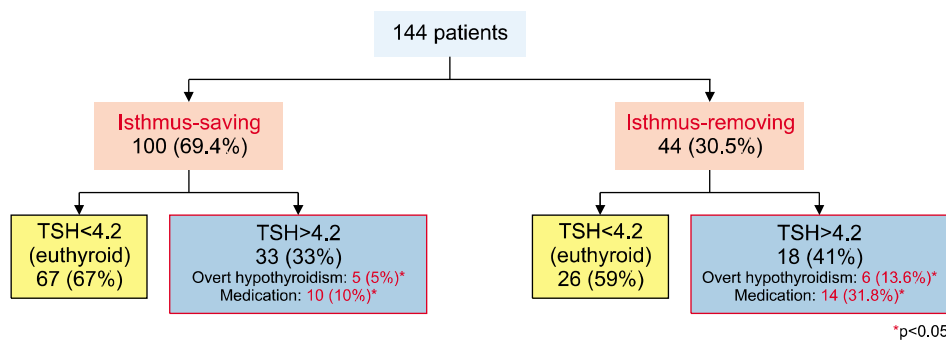 144 patients
Isthmus-saving
100 (69.4%)
Isthmus-removing
44 (30.5%)
TSH<4.2
(euthyroid)
67 (67%)
TSH>4.2
33 (33%)
Overt hypothyroidism: 5 (5%)*
Medication: 10 (10%)*
TSH<4.2
(euthyroid)
26 (59%)
TSH>4.2
18 (41%)
Overt hypothyroidism: 6 (13.6%)*
Medication: 14 (31.8%)*
*p<0.05